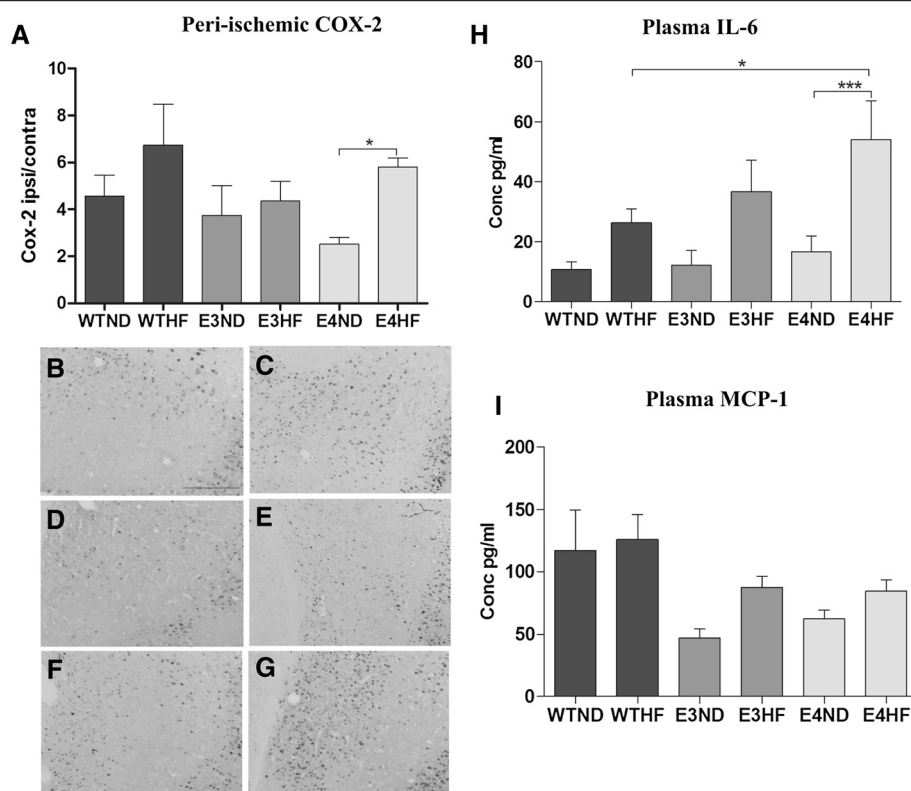 A
Peri-ischemic COX-2
Cox-2 ipsi/contra
10
8
6
4
2
0
*
WTND WTHF E3ND E3HF E4ND E4HF
B
C
D
E
F
G
H
Plasma IL-6
Conc pg/ml
80
60
40
20
0
*
***
WTND WTHF E3ND E3HF E4ND E4HF
I
Plasma MCP-1
Conc pg/ml
200
150
100
50
0
WTND WTHF E3ND E3HF E4ND E4HF